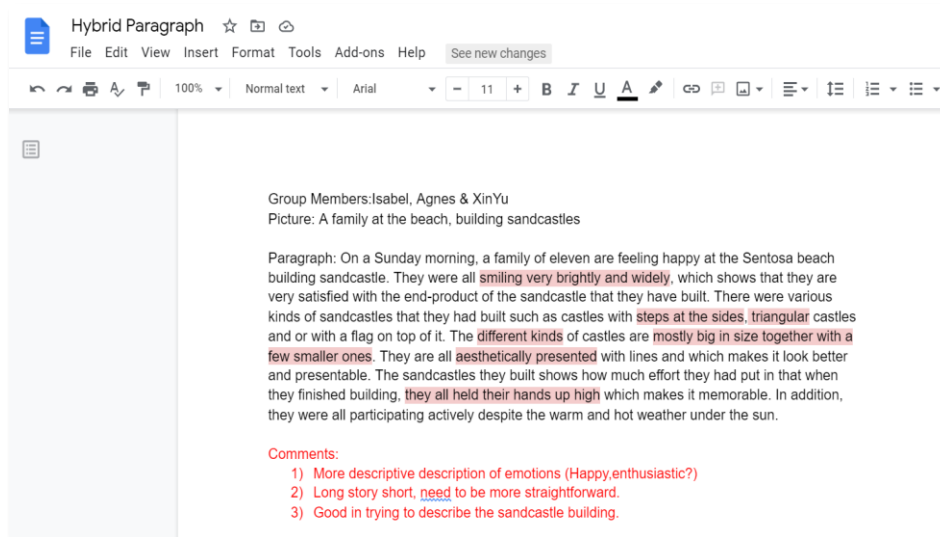 Hybrid Paragraph
File Edit View Insert Format Tools Add-ons Help See new changes
100% Normal text Arial - 11 + B I U A
Group Members:Isabel, Agnes & XinYu
Picture: A family at the beach, building sandcastles
Paragraph: On a Sunday morning, a family of eleven are feeling happy at the Sentosa beach
building sandcastle. They were all smiling very brightly and widely, which shows that they are
very satisfied with the end-product of the sandcastle that they have built. There were various
kinds of sandcastles that they had built such as castles with steps at the sides, triangular castles
and or with a flag on top of it. The different kinds of castles are mostly big in size together with a
few smaller ones. They are all aesthetically presented with lines and which makes it look better
and presentable. The sandcastles they built shows how much effort they had put in that when
they finished building, they all held their hands up high which makes it memorable. In addition,
they were all participating actively despite the warm and hot weather under the sun.
Comments:
1) More descriptive description of emotions (Happy,enthusiastic?)
2) Long story short, need to be more straightforward.
3) Good in trying to describe the sandcastle building.